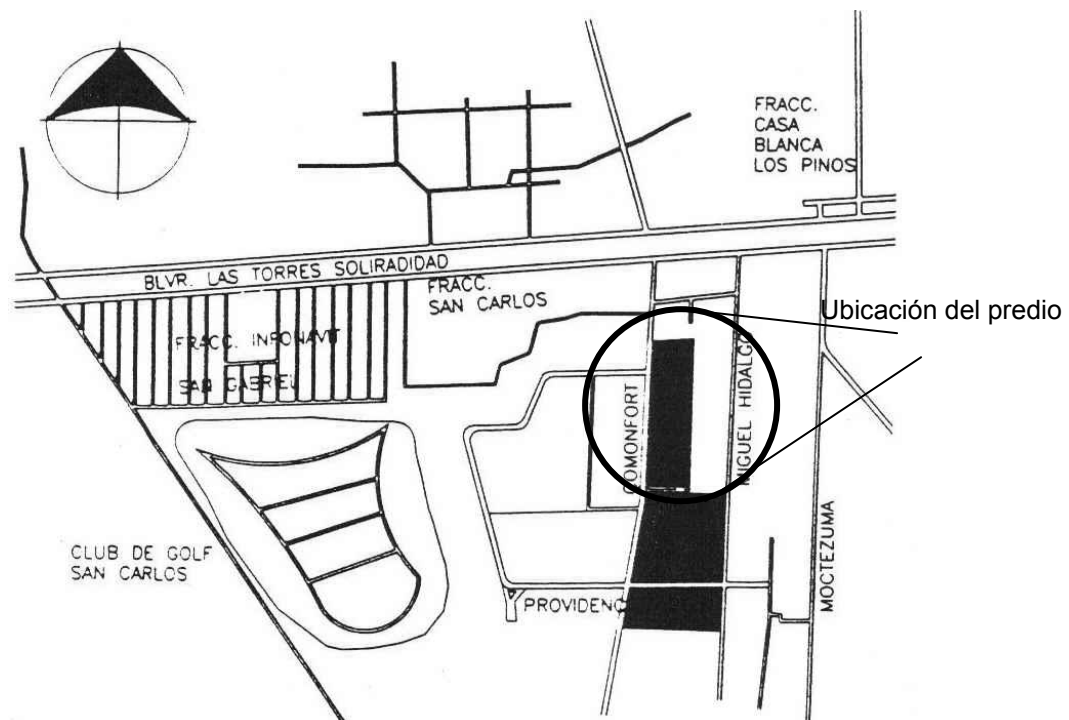 FRACC.
CASA
BLANCA
LOS PINOS
BLVR. LAS TORRES SOLIRADIDAD
FRACC.
SAN CARLOS
Ubicación del predio
FRACC. INFONAVIT
SAN GABRIEL
COMONFORT
MIGUEL HIDALGO
MOCTEZUMA
CLUB DE GOLF
SAN CARLOS
PROVIDENC